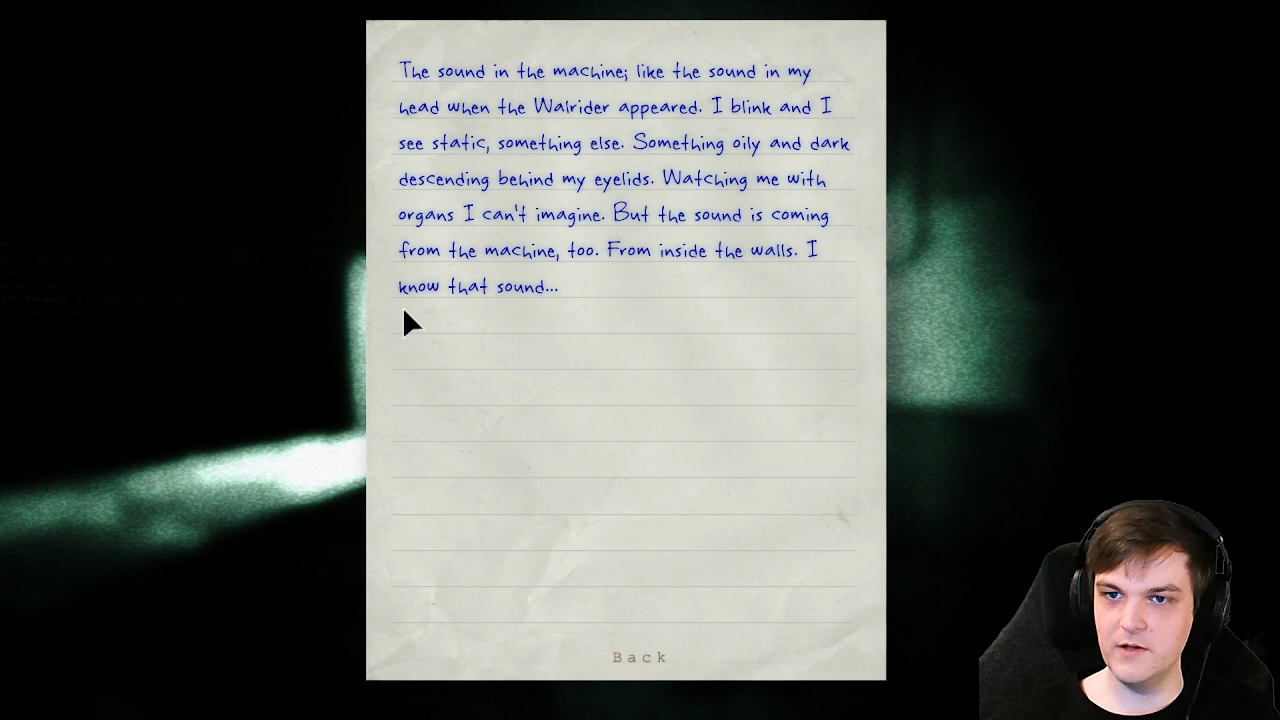 The sound in the machine; like the sound in my
head when the Walrider appeared. I blink and I
see static, something else. Something oily and dark
descending behind my eyelids. Watching me with
organs I can't imagine. But the sound is coming
from the machine, too. From inside the walls. I
know that sound...
Back